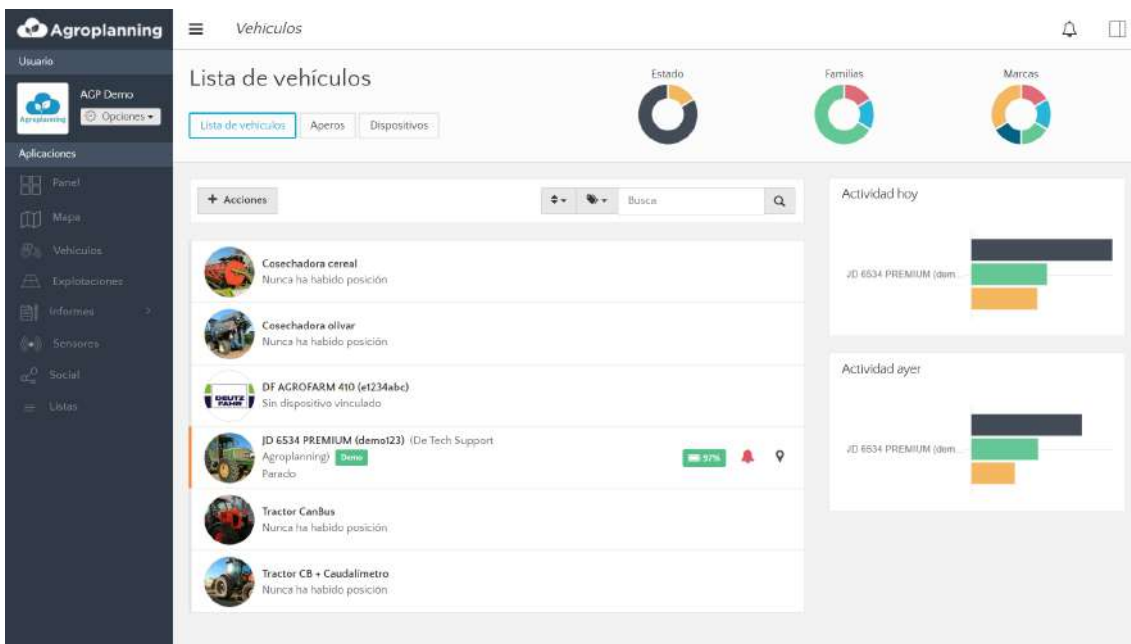 Agroplanning
Vehiculos
Usuario
AGP Demo
Opciones
Agroplanning
Aplicaciones
Panel
Mapa
Vehiculos
Explotaciones
Informes
Sensores
Social
Listas
Lista de vehículos
Lista de vehiculos
Aperos
Dispositivos
Estado
Familias
Marcas
+ Acciones
Busca
Cosechadora cereal
Nunca ha habido posición
Cosechadora olivar
Nunca ha habido posición
DEUTZ
FAHR
DF AGROFARM 410 (e1234abc)
Sin dispositivo vinculado
JD 6534 PREMIUM (demo123) (De Tech Support
Agroplanning) Demo
Parado
97%
Tractor CanBus
Nunca ha habido posición
Tractor CB + Caudalímetro
Nunca ha habido posición
Actividad hoy
JD 6534 PREMIUM (dem...
Actividad ayer
JD 6534 PREMIUM (dem...